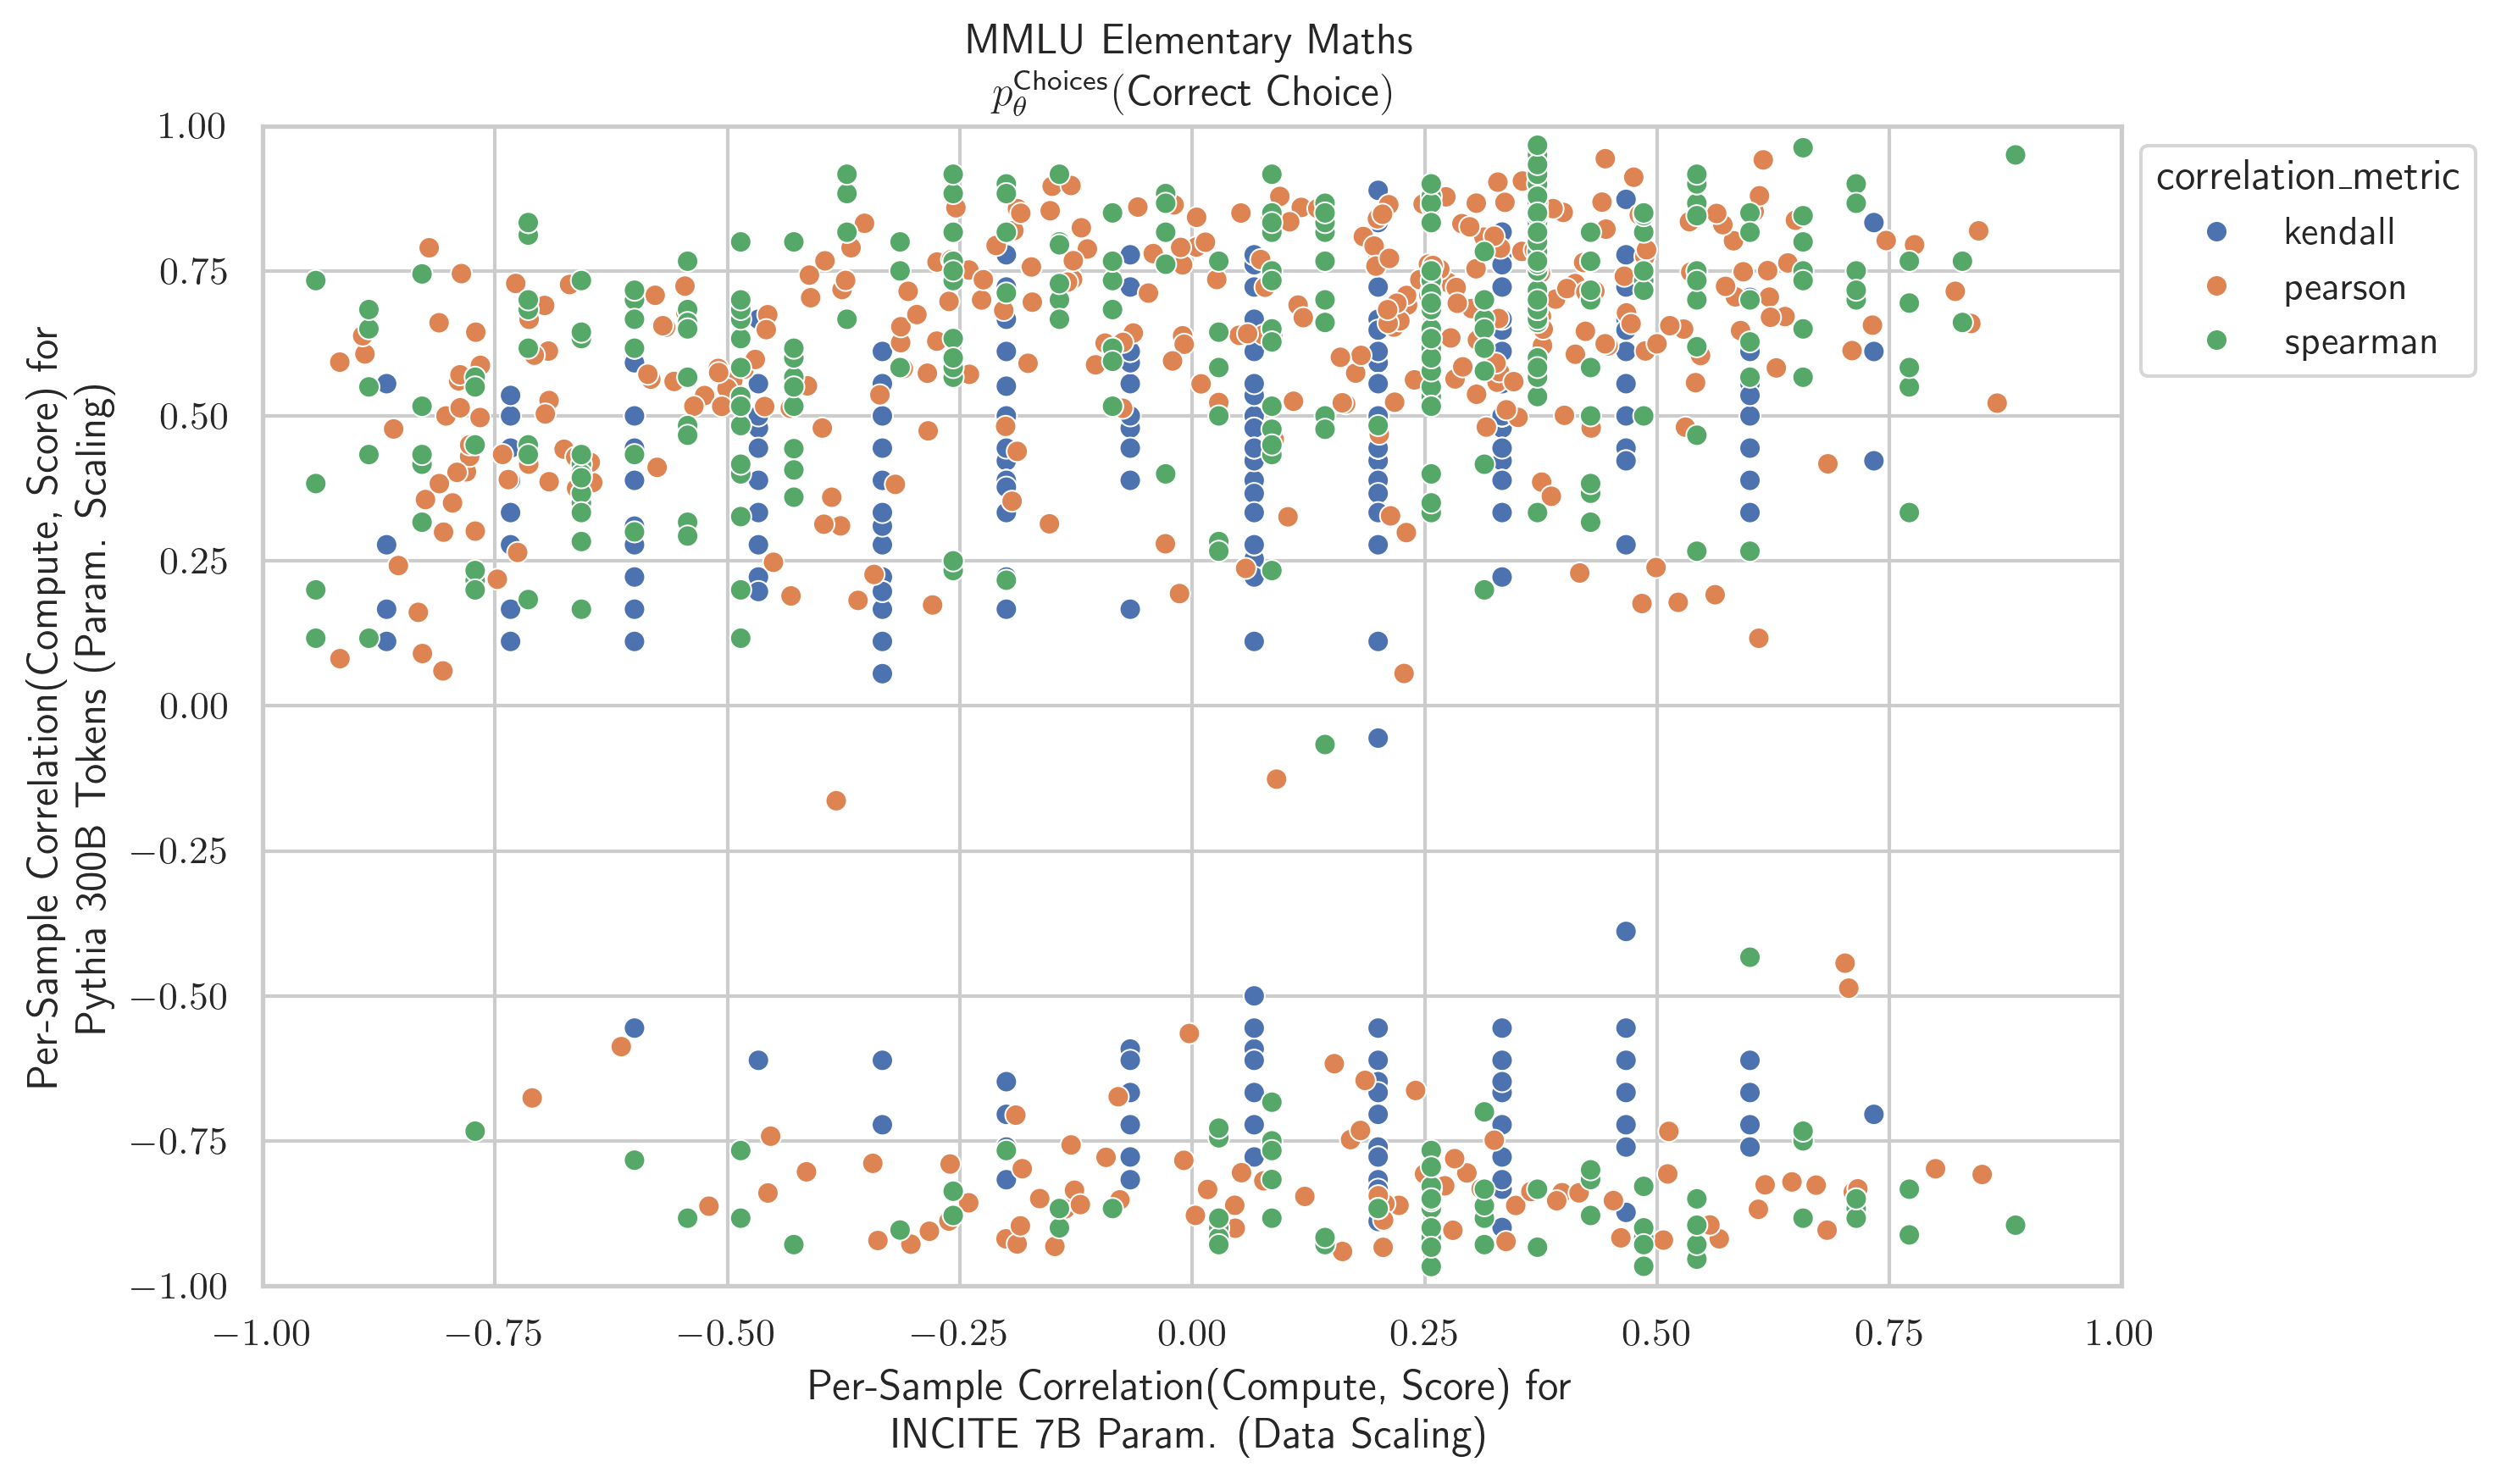 MMLU Elementary Maths
p_θ^Choices(Correct Choice)
1.00
0.75
0.50
0.25
0.00
−0.25
−0.50
−0.75
−1.00
Per-Sample Correlation(Compute, Score) for
Pythia 300B Tokens (Param. Scaling)
−1.00
−0.75
−0.50
−0.25
0.00
0.25
0.50
0.75
1.00
Per-Sample Correlation(Compute, Score) for
INCITE 7B Param. (Data Scaling)
correlation_metric
kendall
pearson
spearman